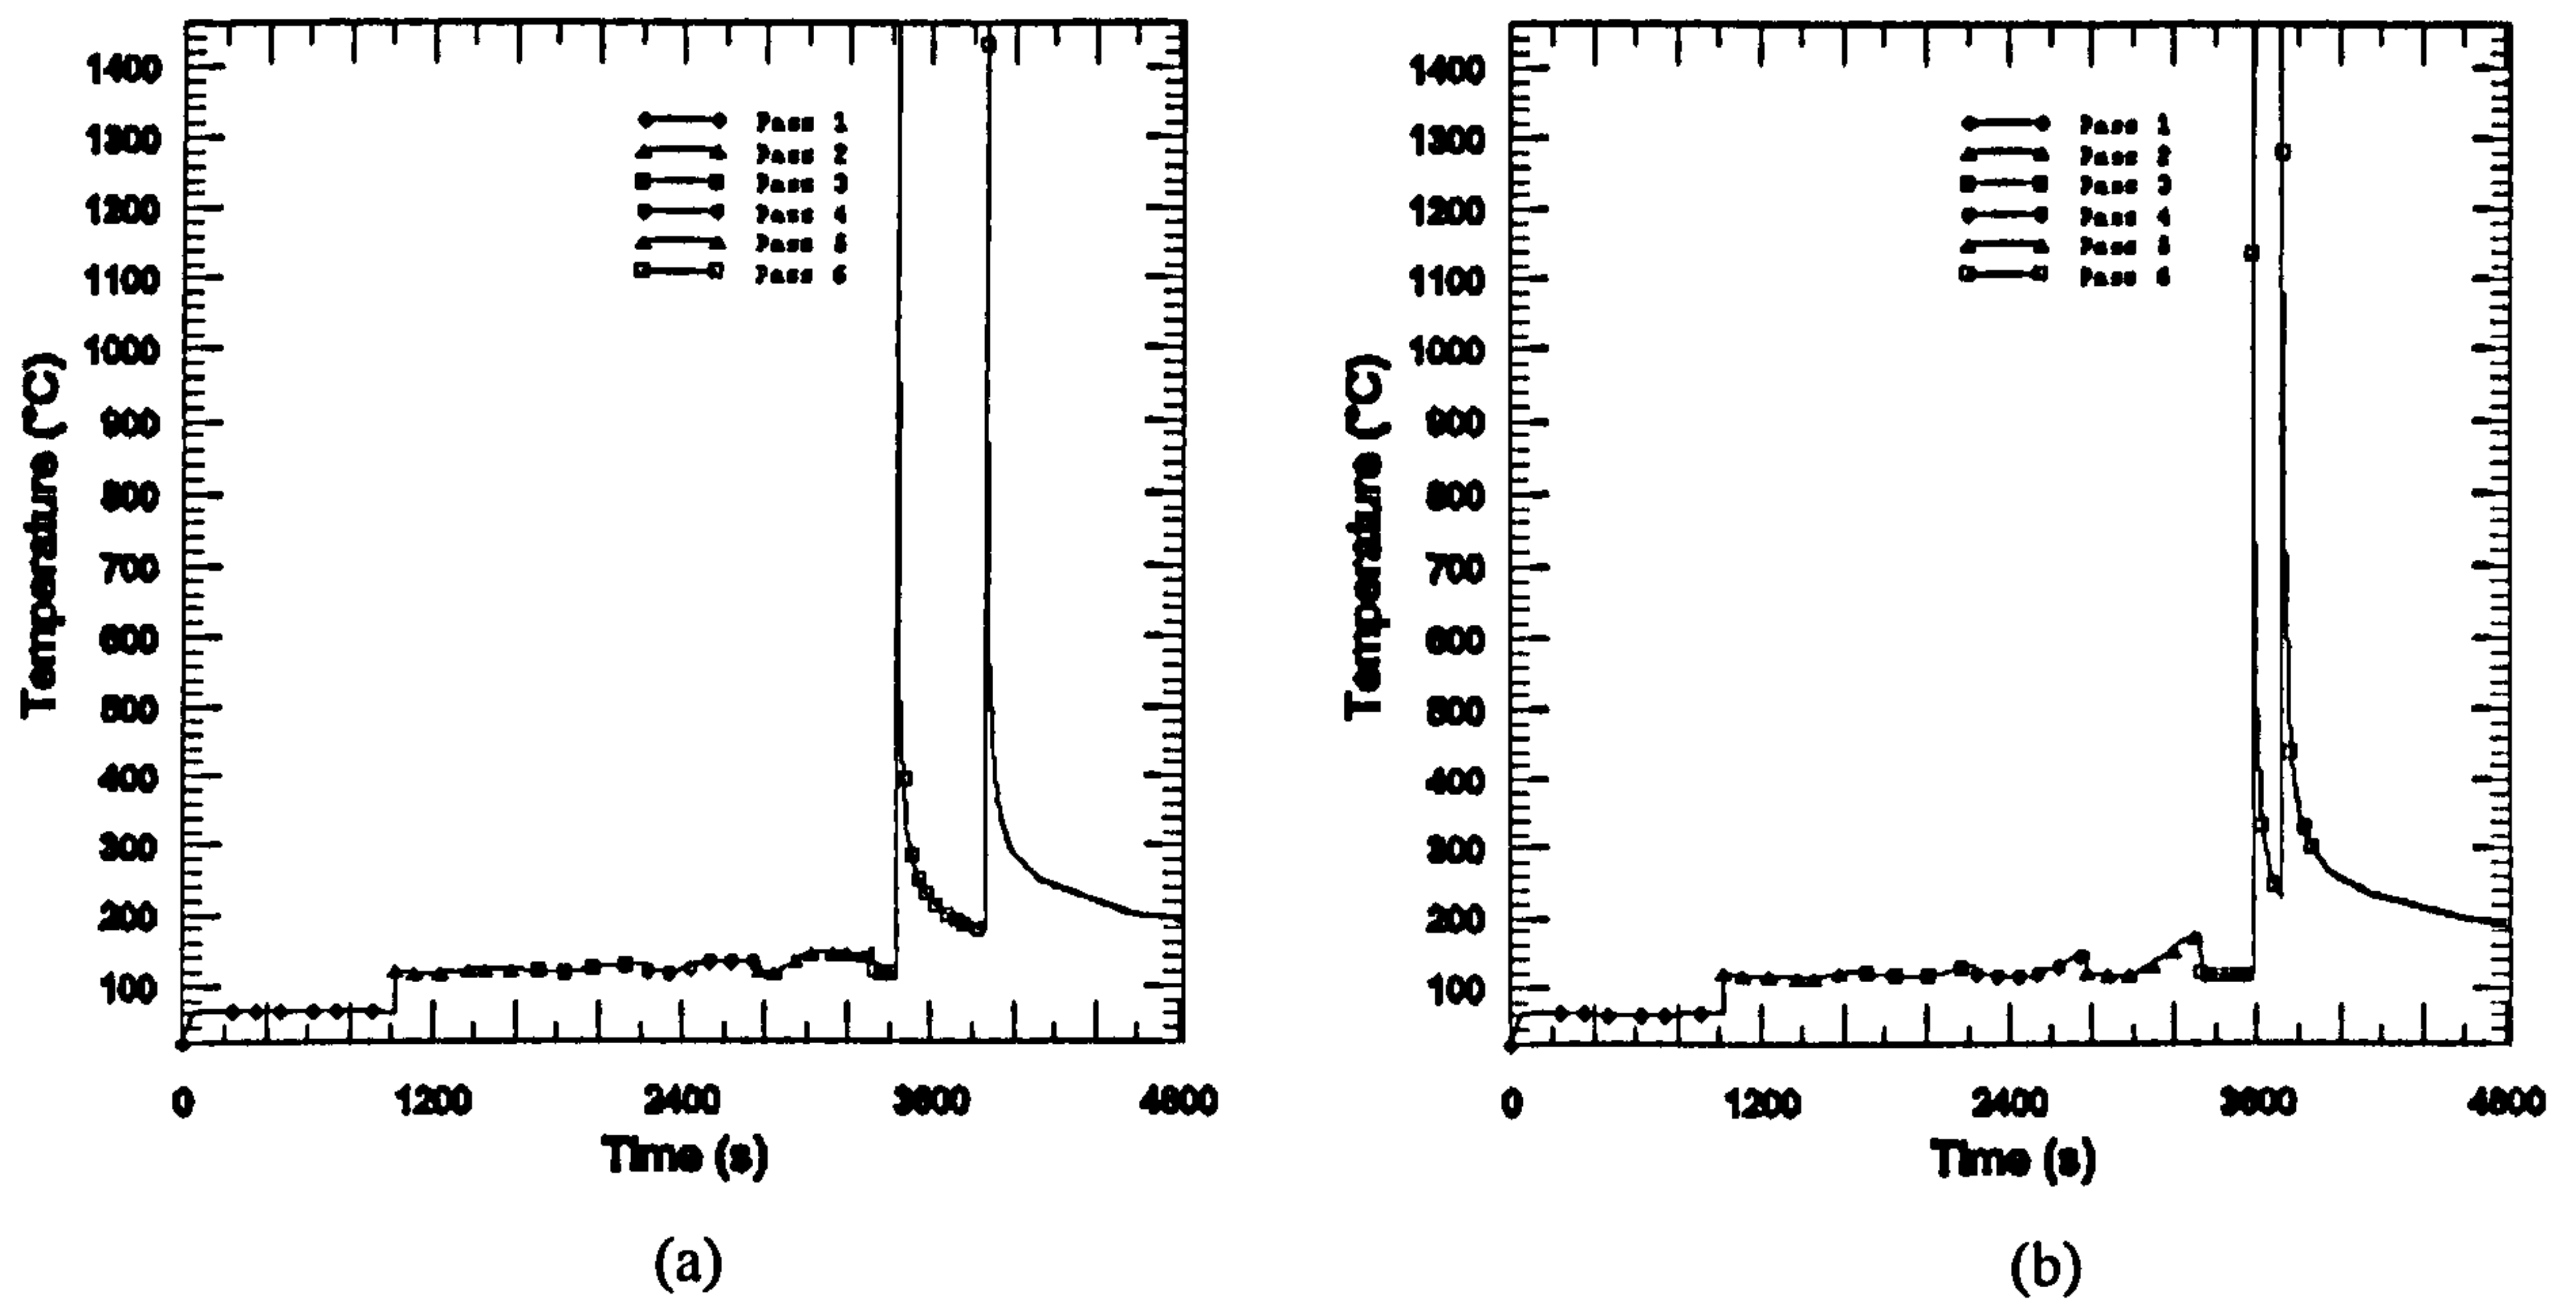 1400
1300
1200
1100
1000
900
800
700
600
500
400
300
200
100
Temperature (°C)
Pass 1
Pass 2
Pass 3
Pass 4
Pass 5
Pass 6
0 1200 2400 3600 4800
Time (s)
(a)
1400
1300
1200
1100
1000
900
800
700
600
500
400
300
200
100
Temperature (°C)
Pass 1
Pass 2
Pass 3
Pass 4
Pass 5
Pass 6
0 1200 2400 3600 4800
Time (s)
(b)